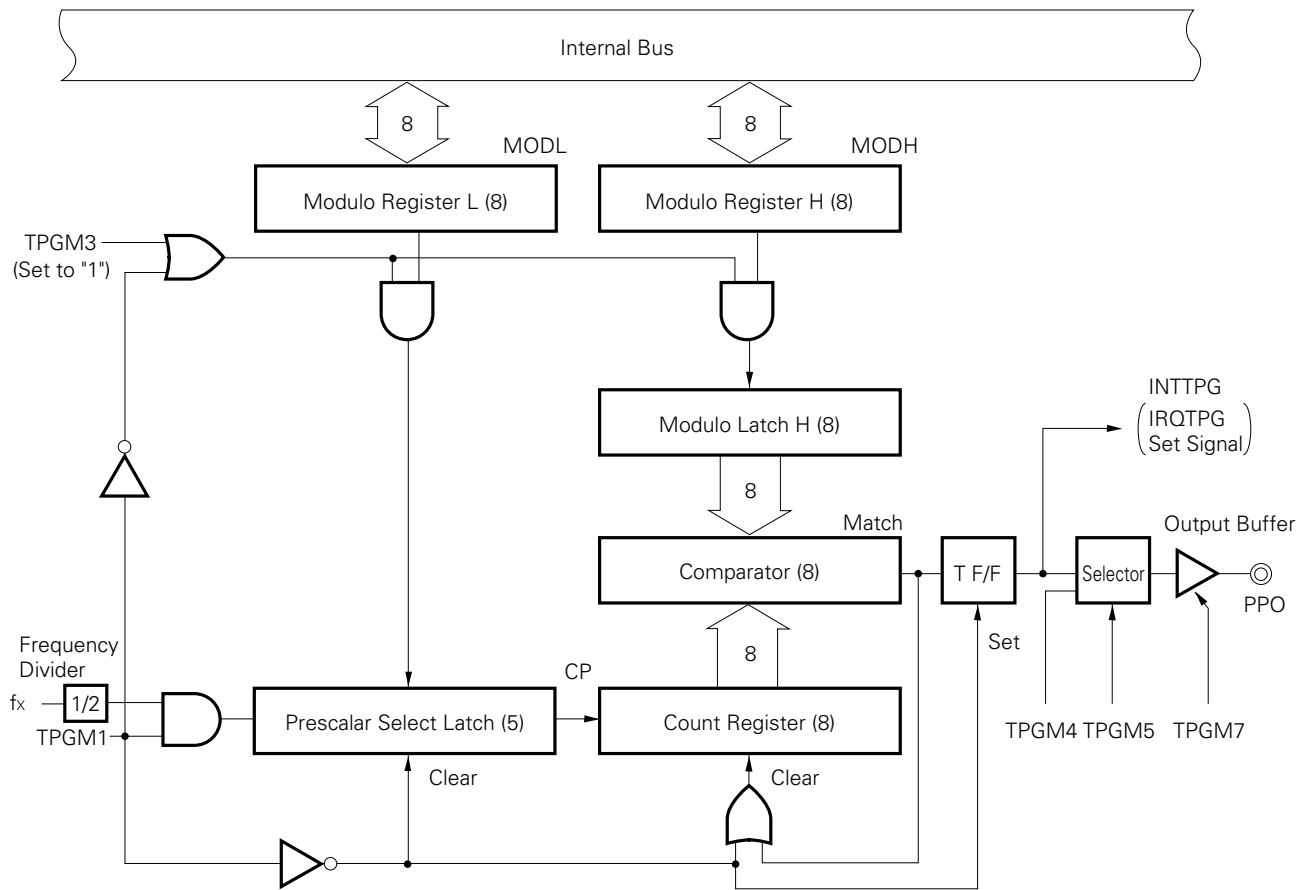 Internal Bus
8
8
MODL
MODH
Modulo Register L (8)
Modulo Register H (8)
TPGM3
(Set to "1")
Modulo Latch H (8)
INTTPG
IRQTPG
Set Signal
8
Match
Output Buffer
Comparator (8)
T F/F
Selector
PPO
Set
8
Frequency
Divider
CP
fX
1/2
Prescalar Select Latch (5)
Count Register (8)
TPGM1
TPGM4
TPGM5
TPGM7
Clear
Clear